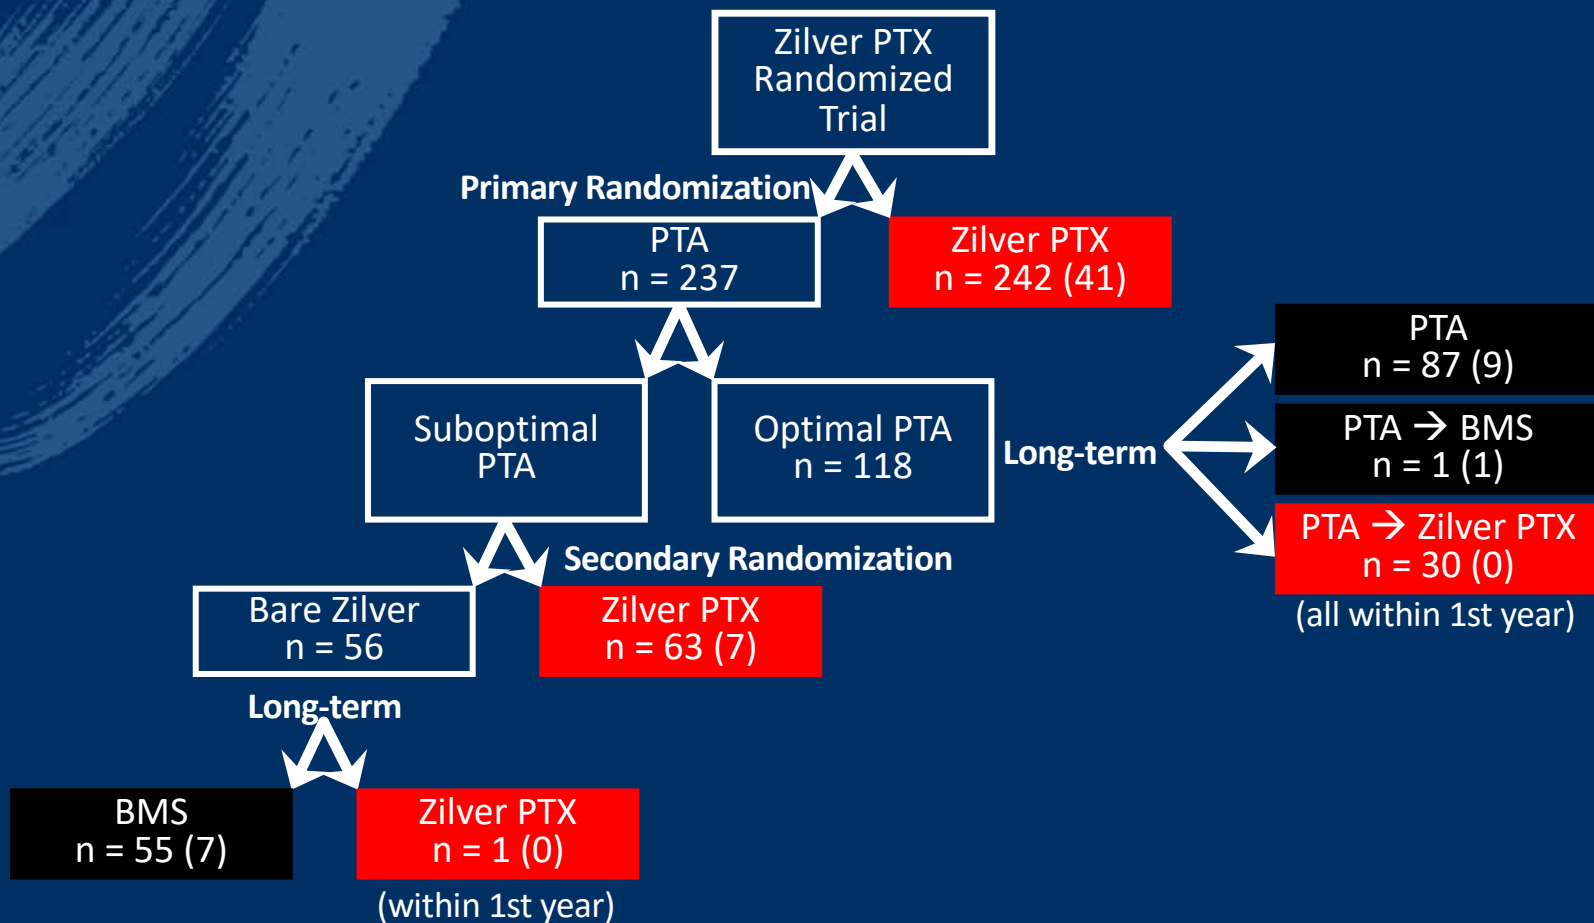 Zilver PTX
Randomized
Trial
Primary Randomization
PTA
n = 237
Zilver PTX
n = 242 (41)
Suboptimal
PTA
Optimal PTA
n = 118
Long-term
PTA
n = 87 (9)
PTA → BMS
n = 1 (1)
PTA → Zilver PTX
n = 30 (0)
(all within 1st year)
Secondary Randomization
Bare Zilver
n = 56
Zilver PTX
n = 63 (7)
Long-term
BMS
n = 55 (7)
Zilver PTX
n = 1 (0)
(within 1st year)